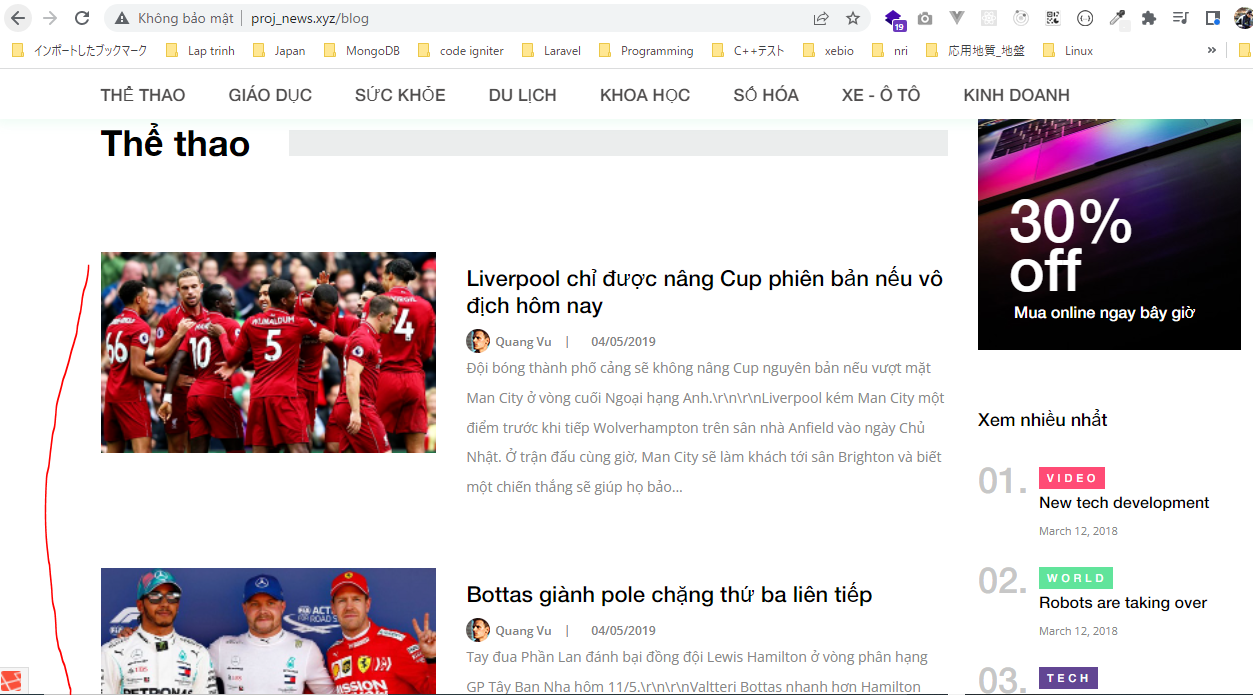 Không bảo mật | proj_news.xyz/blog
19
インポートしたブックマーク Lap trinh Japan MongoDB code igniter Laravel Programming C++テスト xebio nri 応用地質_地盤 Linux »
THỂ THAO GIÁO DỤC SỨC KHỎE DU LỊCH KHOA HỌC SỐ HÓA XE - Ô TÔ KINH DOANH
Thể thao
30%
off
Mua online ngay bây giờ
66
10
WIJNALDUM
5
4
Liverpool chỉ được nâng Cup phiên bản nếu vô
địch hôm nay
Quang Vu | 04/05/2019
Đội bóng thành phố cảng sẽ không nâng Cup nguyên bản nếu vượt mặt
Man City ở vòng cuối Ngoại hạng Anh.\r\n\r\nLiverpool kém Man City một
điểm trước khi tiếp Wolverhampton trên sân nhà Anfield vào ngày Chủ
Nhật. Ở trận đấu cùng giờ, Man City sẽ làm khách tới sân Brighton và biết
một chiến thắng sẽ giúp họ bảo...
Xem nhiều nhất
01. VIDEO
New tech development
March 12, 2018
02. WORLD
Robots are taking over
March 12, 2018
03. TECH
Bottas giành pole chặng thứ ba liên tiếp
Quang Vu | 04/05/2019
Tay đua Phần Lan đánh bại đồng đội Lewis Hamilton ở vòng phân hạng
GP Tây Ban Nha hôm 11/5.\r\n\r\nValtteri Bottas nhanh hơn Hamilton
PETRONAS
MISSION